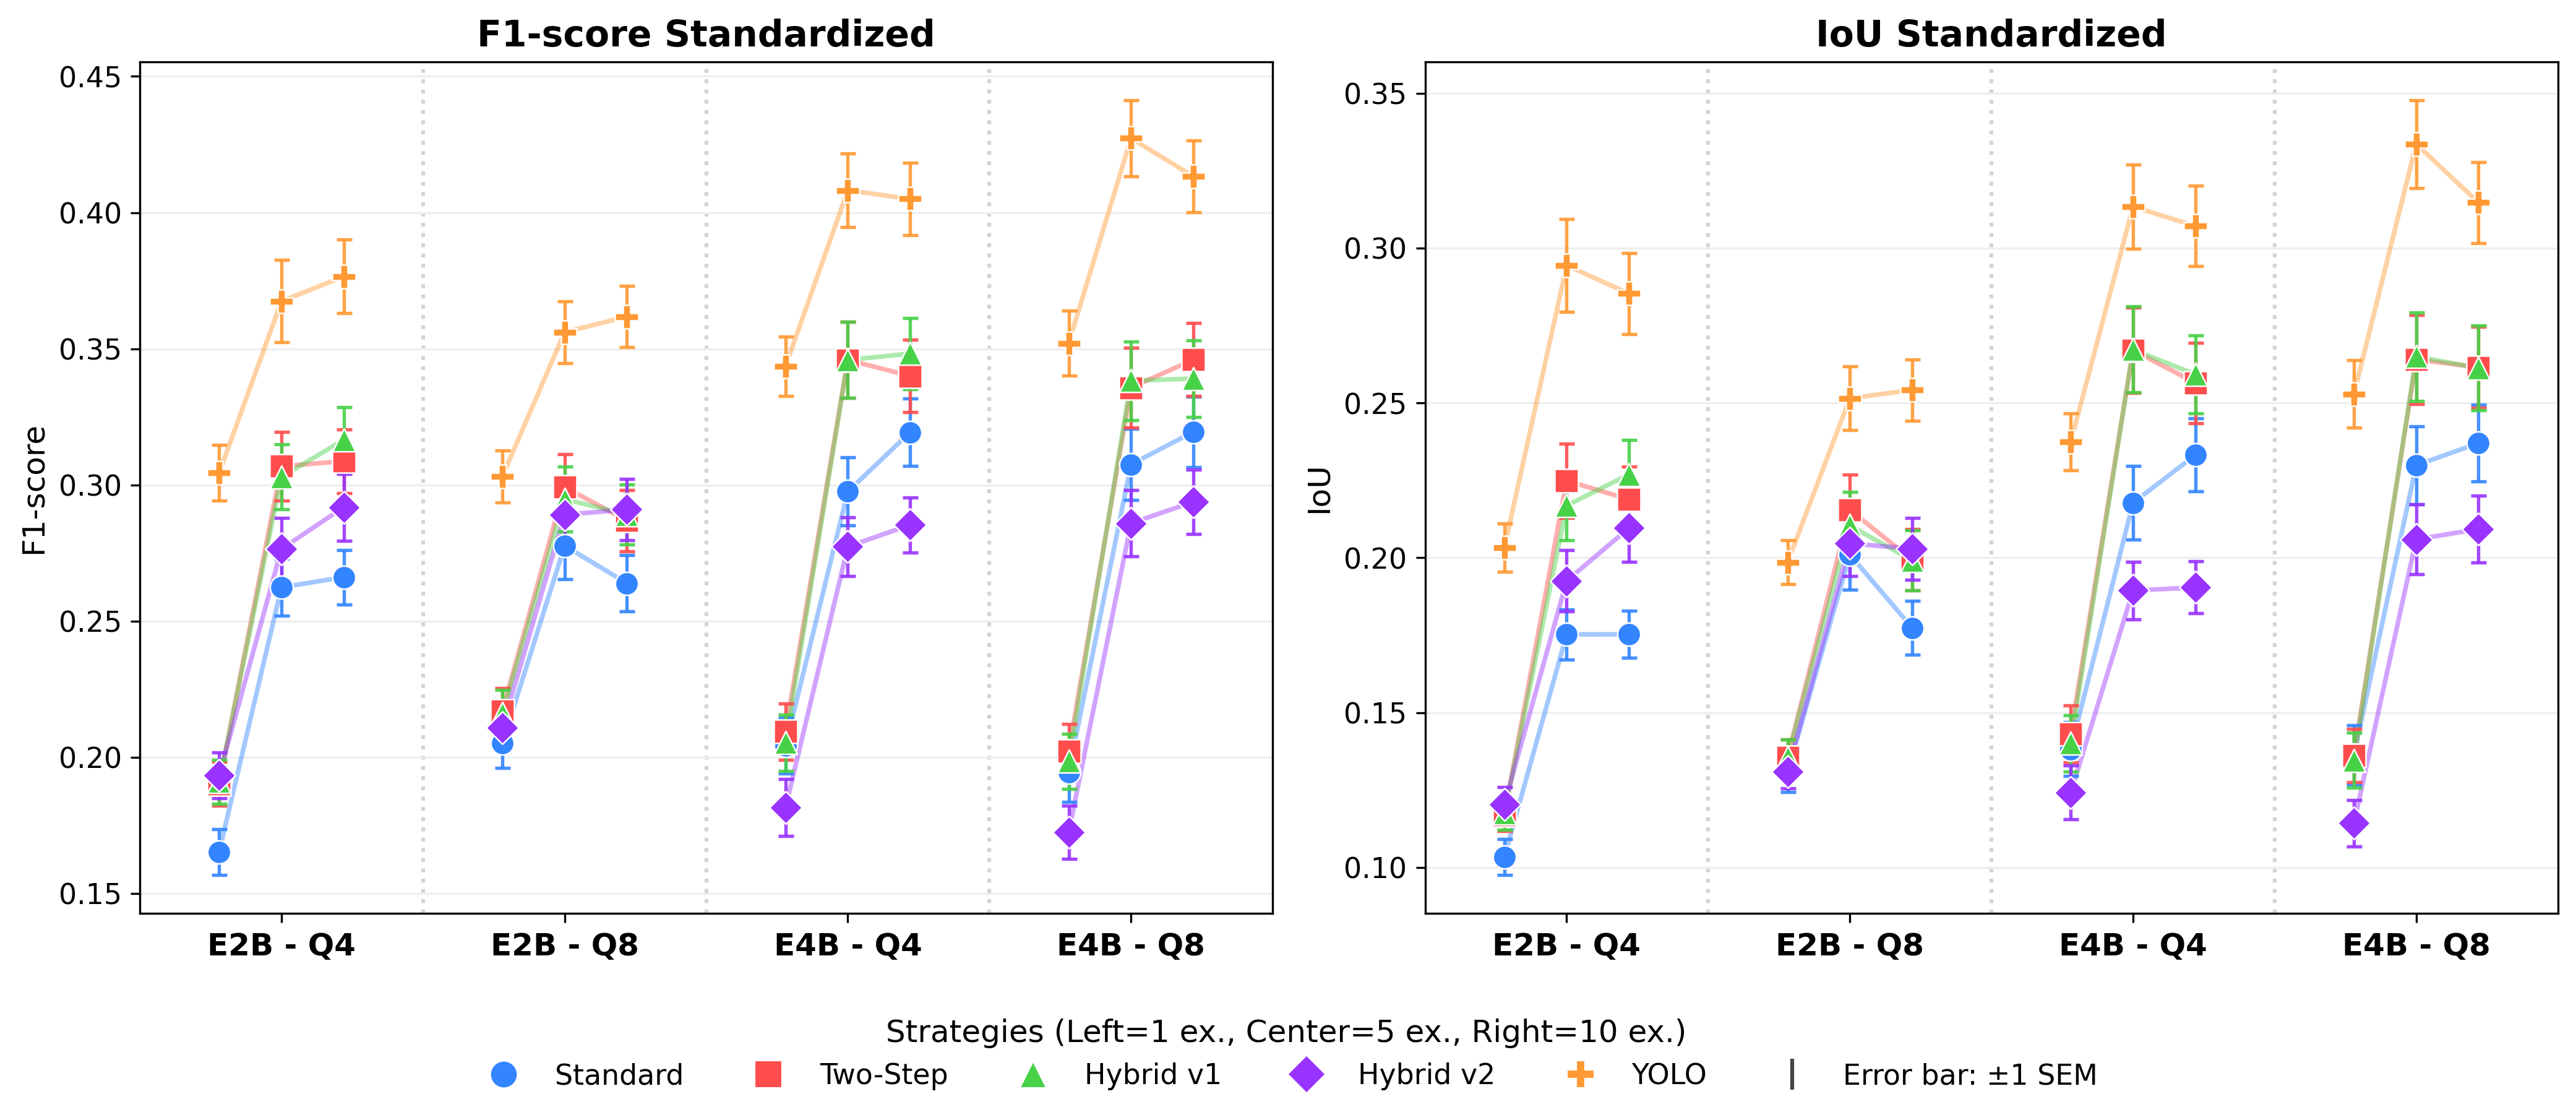 F1-score Standardized
F1-score
0.45
0.40
0.35
0.30
0.25
0.20
0.15
E2B - Q4
E2B - Q8
E4B - Q4
E4B - Q8
IoU Standardized
IoU
0.35
0.30
0.25
0.20
0.15
0.10
E2B - Q4
E2B - Q8
E4B - Q4
E4B - Q8
Strategies (Left=1 ex., Center=5 ex., Right=10 ex.)
Standard
Two-Step
Hybrid v1
Hybrid v2
YOLO
Error bar: ±1 SEM